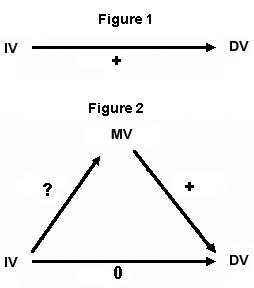 Figure 1
IV DV
+
Figure 2
MV
? +
IV DV
0